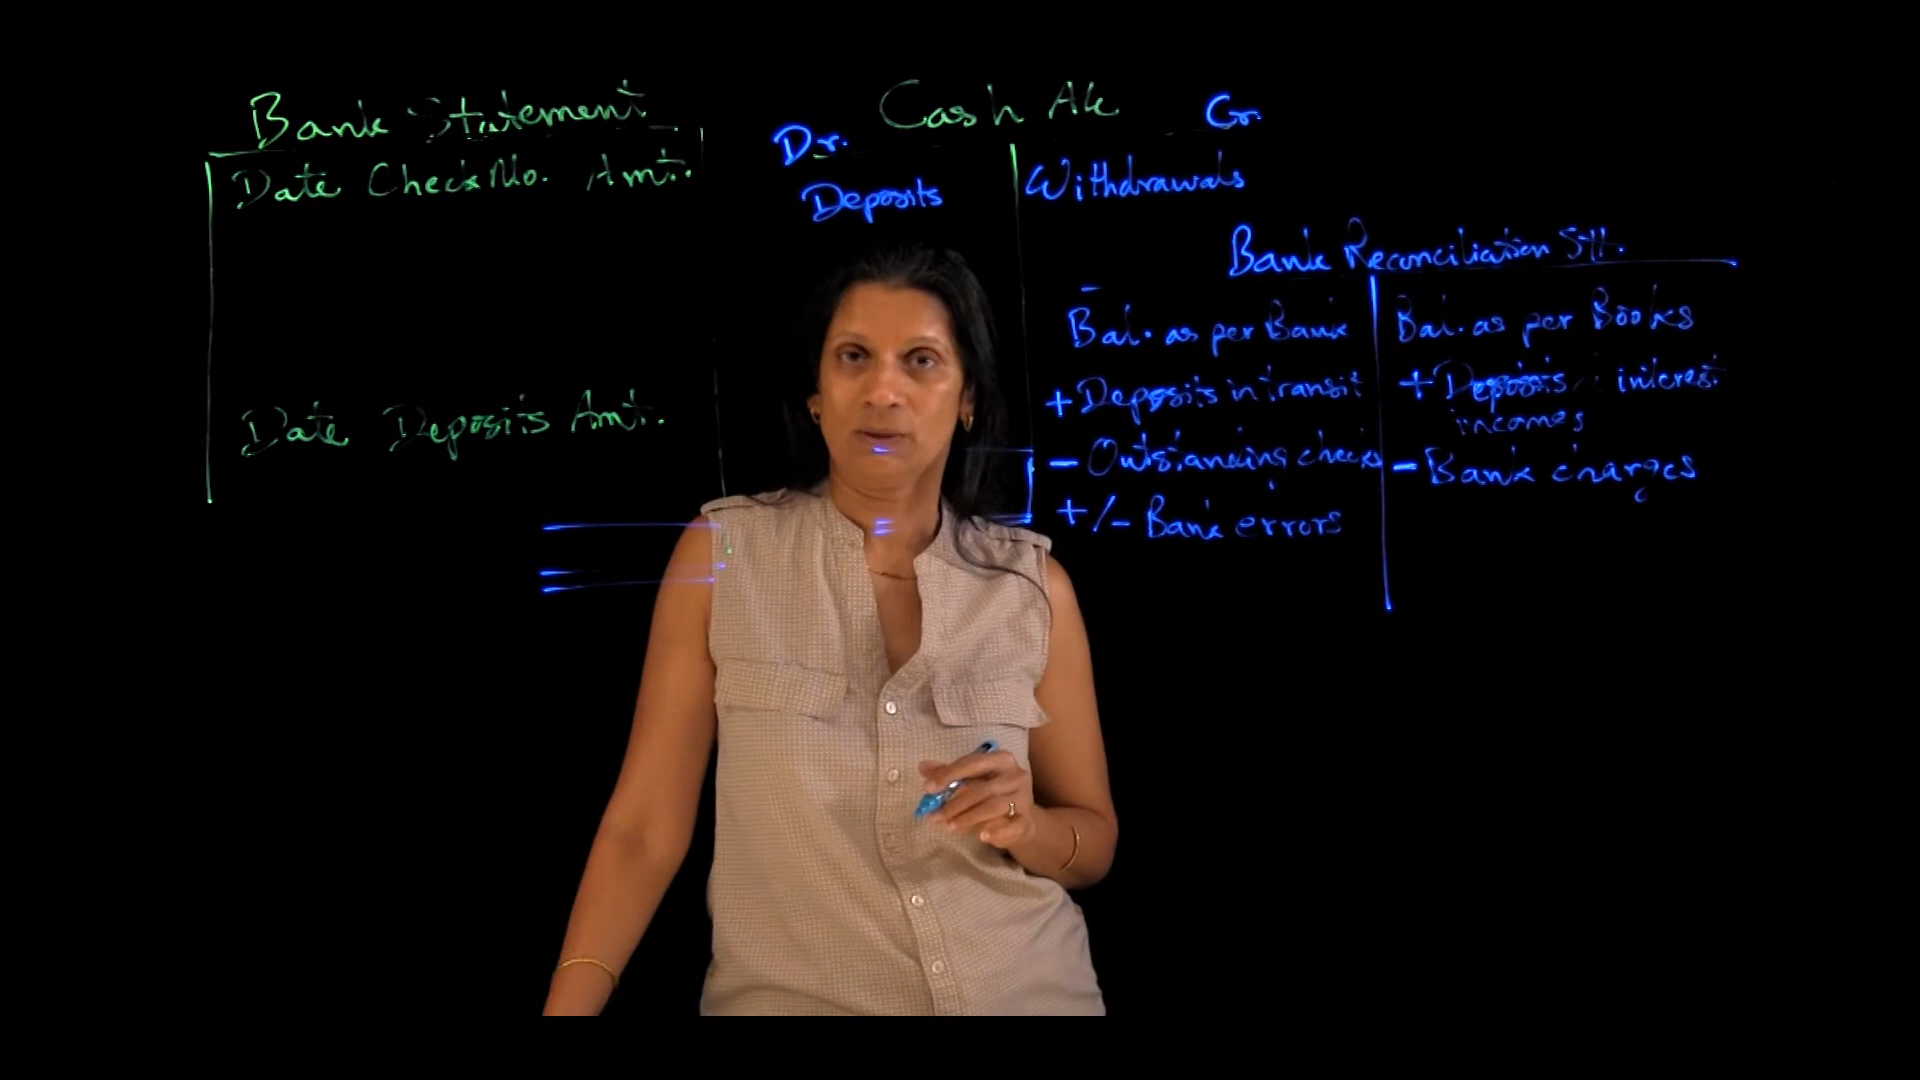 Bank Statement
Date Check No. Amt.
Date Deposits Amt.
Cash A/c
Dr.
Cr.
Deposits
Withdrawals
Bank Reconciliation Stt.
Bal. as per Bank
+ Deposits in transit
- Outstanding checks
+/- Bank errors
Bal. as per Books
+ Deposits interest
incomes
- Bank charges